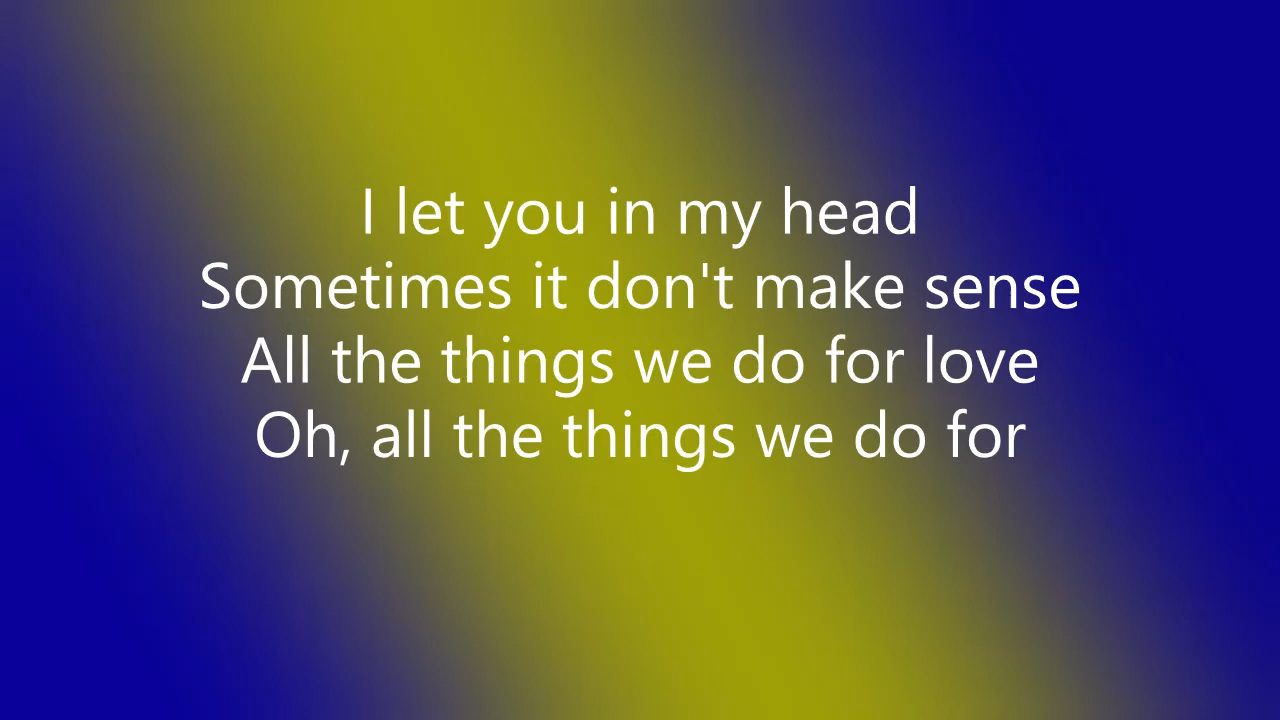 I let you in my head
Sometimes it don't make sense
All the things we do for love
Oh, all the things we do for